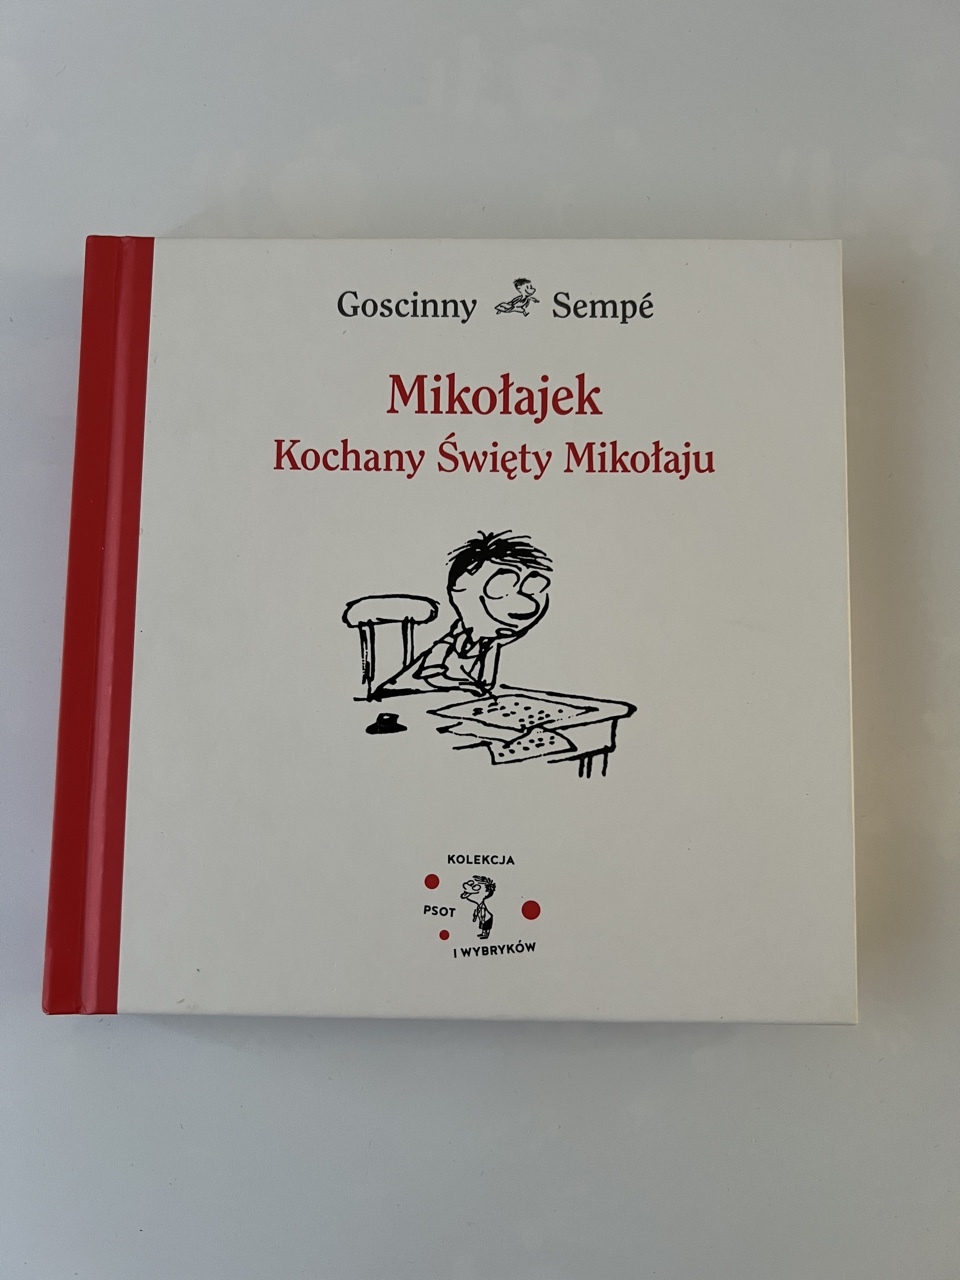 Goscinny Sempé
Mikołajek
Kochany Święty Mikołaju
KOLEKCJA
PSOT
I WYBRYKÓW